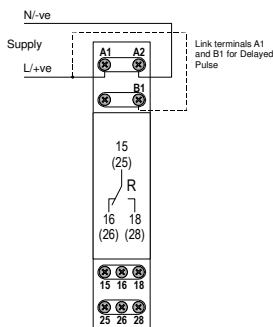 N/-ve
Supply
L/+ve
A1 A2
Link terminals A1
and B1 for Delayed
Pulse
B1
15
(25)
R
16 18
(26) (28)
15 16 18
25 26 28